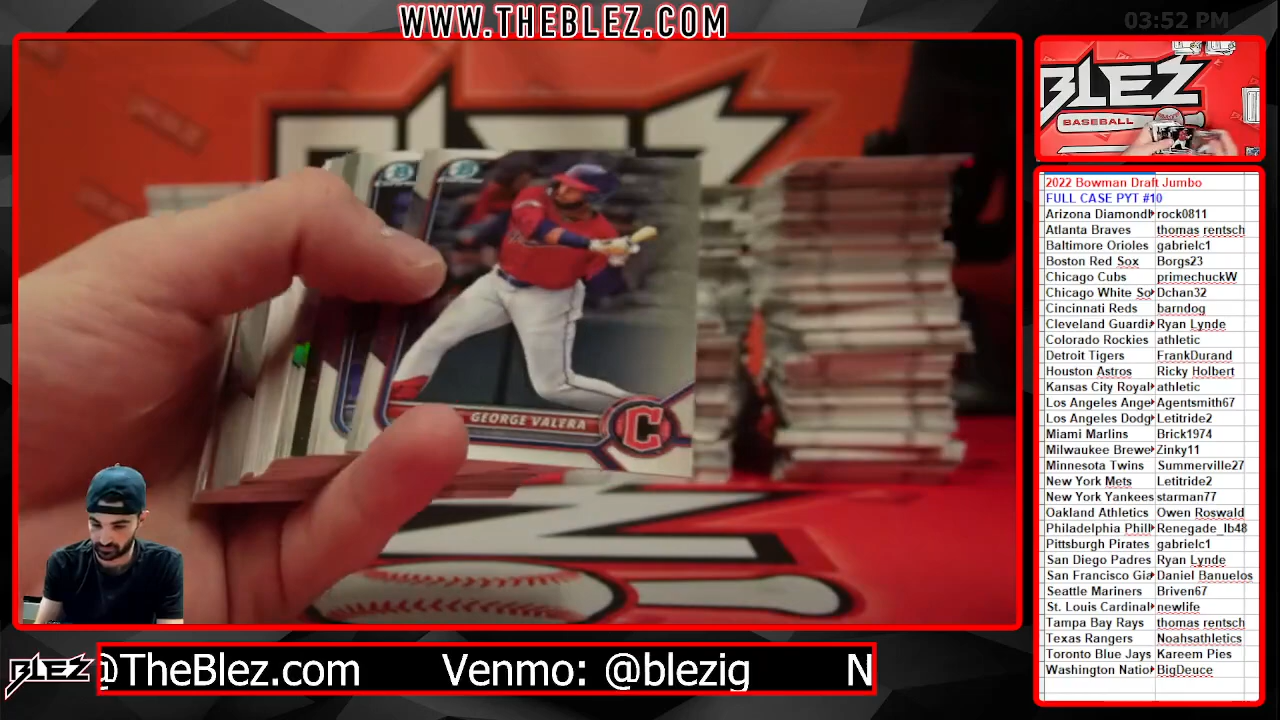 WWW.THEBLEZ.COM
03:52 PM
BLEZ
BASEBALL
GEORGE VALERA
C
2022 Bowman Draft Jumbo
FULL CASE PYT #10
Arizona Diamondb rock0811
Atlanta Braves thomas rentsch
Baltimore Orioles gabrielc1
Boston Red Sox Borgs23
Chicago Cubs primechuckW
Chicago White So Dchan32
Cincinnati Reds barndog
Cleveland Guardia Ryan Lynde
Colorado Rockies athletic
Detroit Tigers FrankDurand
Houston Astros Ricky Holbert
Kansas City Royal athletic
Los Angeles Ange Agentsmith67
Los Angeles Dodg Letitride2
Miami Marlins Brick1974
Milwaukee Brewe Zinky11
Minnesota Twins Summerville27
New York Mets Letitride2
New York Yankees starman77
Oakland Athletics Owen Roswald
Philadelphia Phill Renegade_lb48
Pittsburgh Pirates gabrielc1
San Diego Padres Ryan Lynde
San Francisco Gia Daniel Banuelos
Seattle Mariners Briven67
St. Louis Cardinal newlife
Tampa Bay Rays thomas rentsch
Texas Rangers Noahsathletics
Toronto Blue Jays Kareem Pies
Washington Natio BigDeuce
BLEZ
@TheBlez.com Venmo: @blezig N